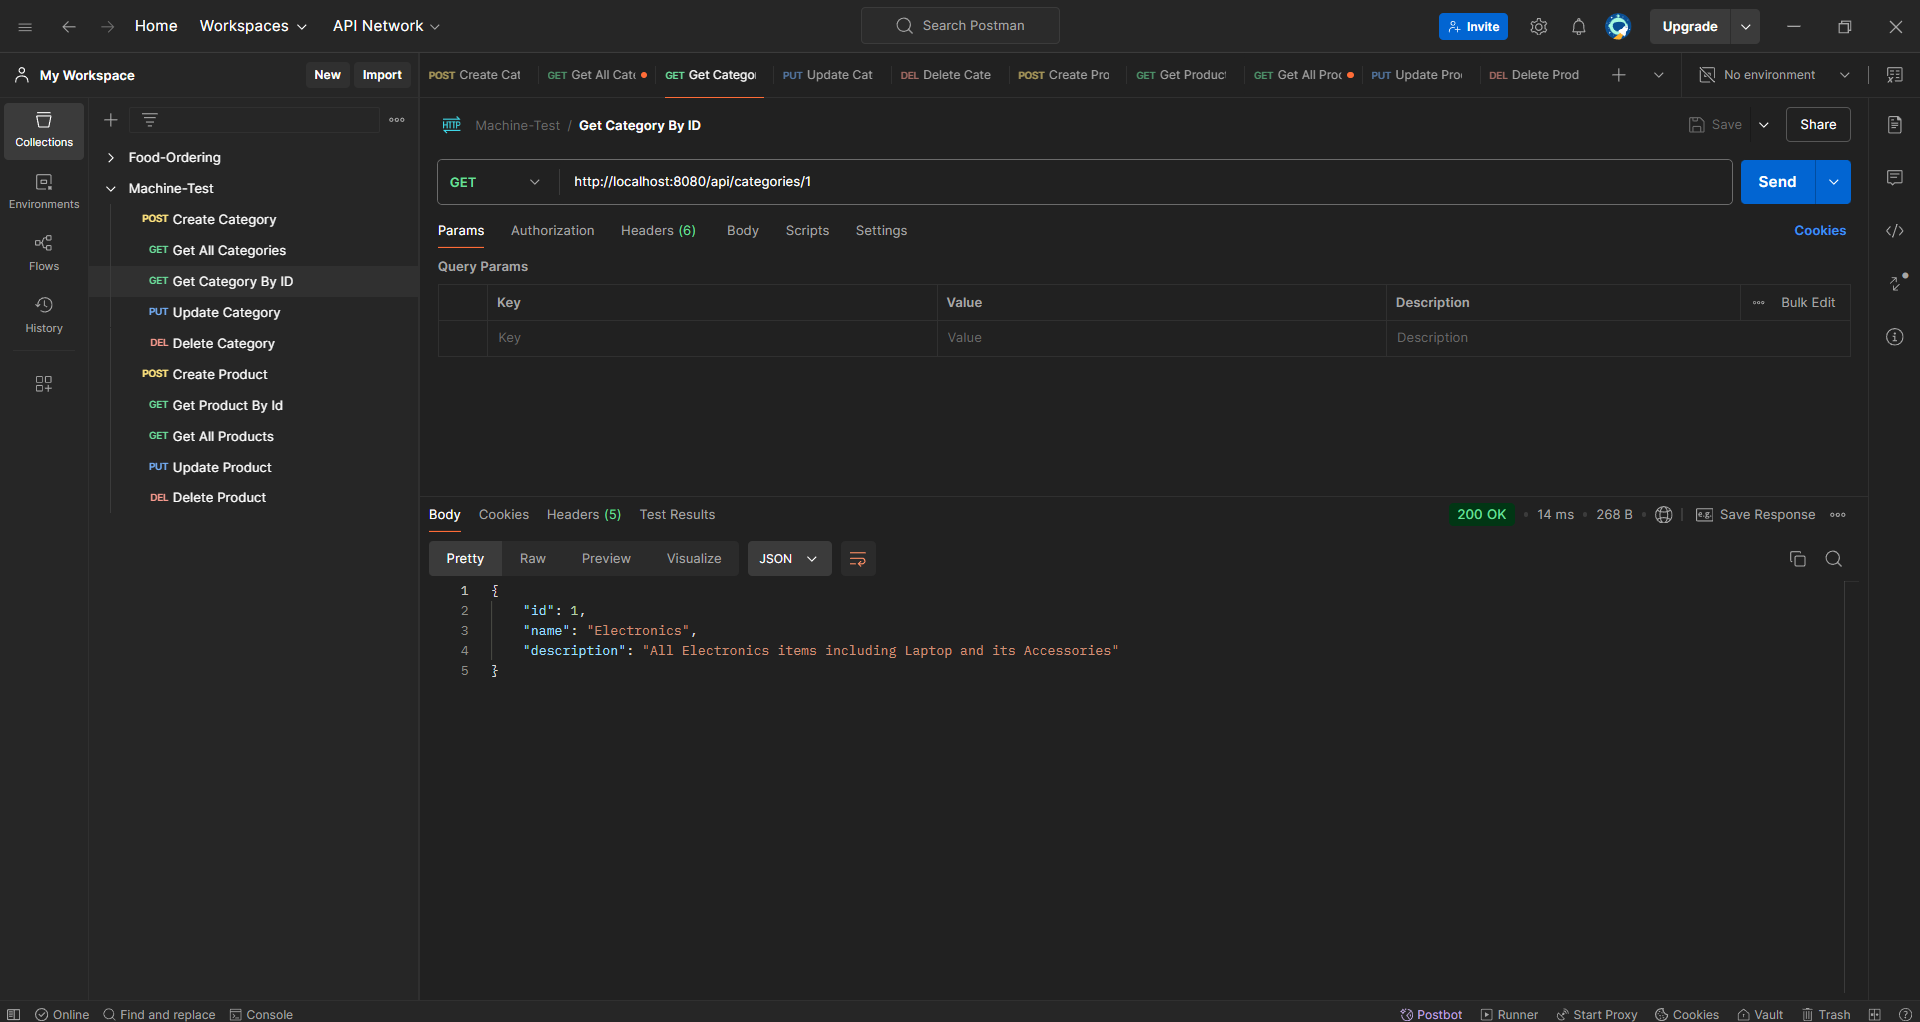 Home Workspaces API Network Search Postman Invite Upgrade
My Workspace New Import POST Create Cat GET Get All Cat GET Get Categor PUT Update Cat DEL Delete Cate POST Create Pro GET Get Product GET Get All Proc PUT Update Pro DEL Delete Prod No environment
Collections
Environments
Flows
History
Food-Ordering
Machine-Test
POST Create Category
GET Get All Categories
GET Get Category By ID
PUT Update Category
DEL Delete Category
POST Create Product
GET Get Product By Id
GET Get All Products
PUT Update Product
DEL Delete Product
HTTP Machine-Test / Get Category By ID Save Share
GET http://localhost:8080/api/categories/1 Send
Params Authorization Headers (6) Body Scripts Settings Cookies
Query Params
Key Value Description Bulk Edit
Key Value Description
Body Cookies Headers (5) Test Results 200 OK 14 ms 268 B e.g. Save Response
Pretty Raw Preview Visualize JSON
1 {
2 "id": 1,
3 "name": "Electronics",
4 "description": "All Electronics items including Laptop and its Accessories"
5 }
Online Find and replace Console Postbot Runner Start Proxy Cookies Vault Trash